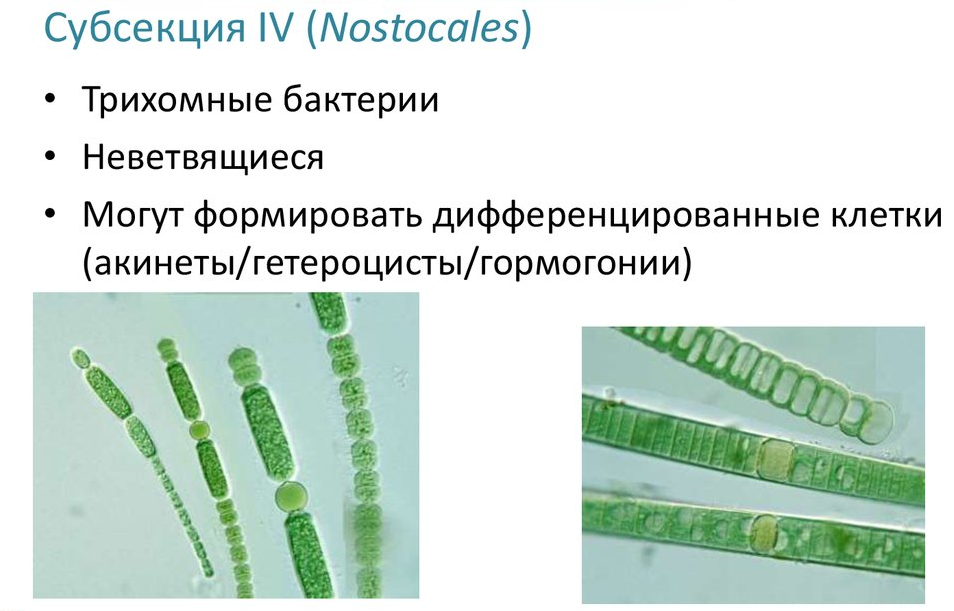 Субсекция IV (Nostocales)
• Трихомные бактерии
• Неветвящиеся
• Могут формировать дифференцированные клетки
(акинеты/гетероцисты/гормогонии)